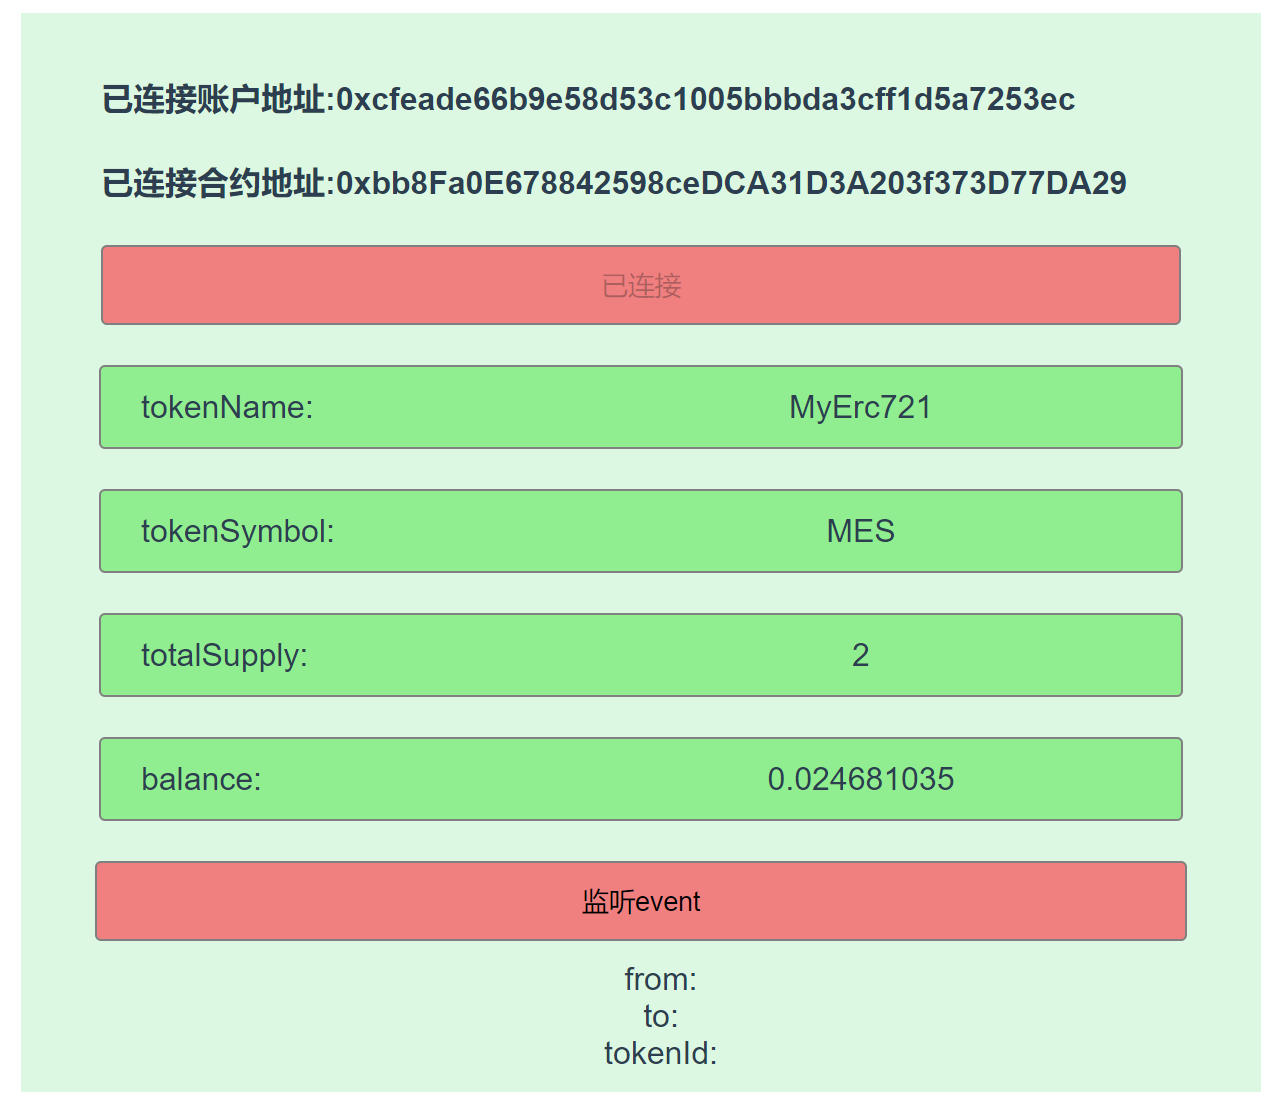 已连接账户地址:0xcfeade66b9e58d53c1005bbbda3cff1d5a7253ec
已连接合约地址:0xbb8Fa0E678842598ceDCA31D3A203f373D77DA29
已连接
tokenName: MyErc721
tokenSymbol: MES
totalSupply: 2
balance: 0.024681035
监听event
from:
to:
tokenId: